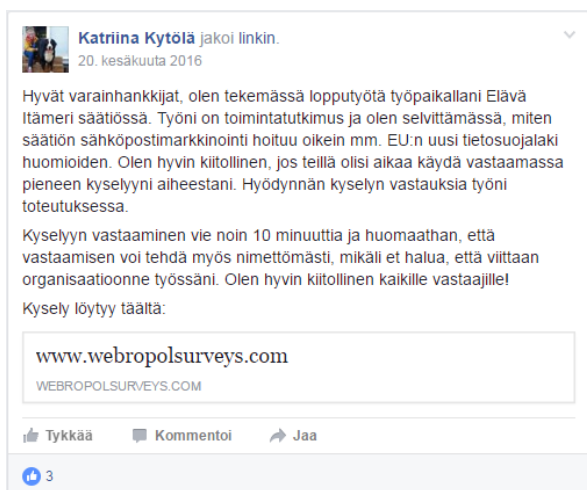 Katriina Kytölä jakoi linkin.
20. kesäkuuta 2016
Hyvät varainhankkijat, olen tekemässä lopputyötä työpaikallani Elävä
Itämeri säätiössä. Työni on toimintatutkimus ja olen selvittämässä, miten
säätiön sähköpostimarkkinointi hoituu oikein mm. EU:n uusi tietosuojalaki
huomioiden. Olen hyvin kiitollinen, jos teillä olisi aikaa käydä vastaamassa
pieneen kyselyyni aiheestani. Hyödynnän kyselyn vastauksia työni
toteutuksessa.
Kyselyyn vastaaminen vie noin 10 minuuttia ja huomaathan, että
vastaamisen voi tehdä myös nimettömästi, mikäli et halua, että viittaan
organisaatioonne työssäni. Olen hyvin kiitollinen kaikille vastaajille!
Kysely löytyy täältä:
www.webropolsurveys.com
WEBROPOLSURVEYS.COM
Tykkää Kommentoi Jaa
3